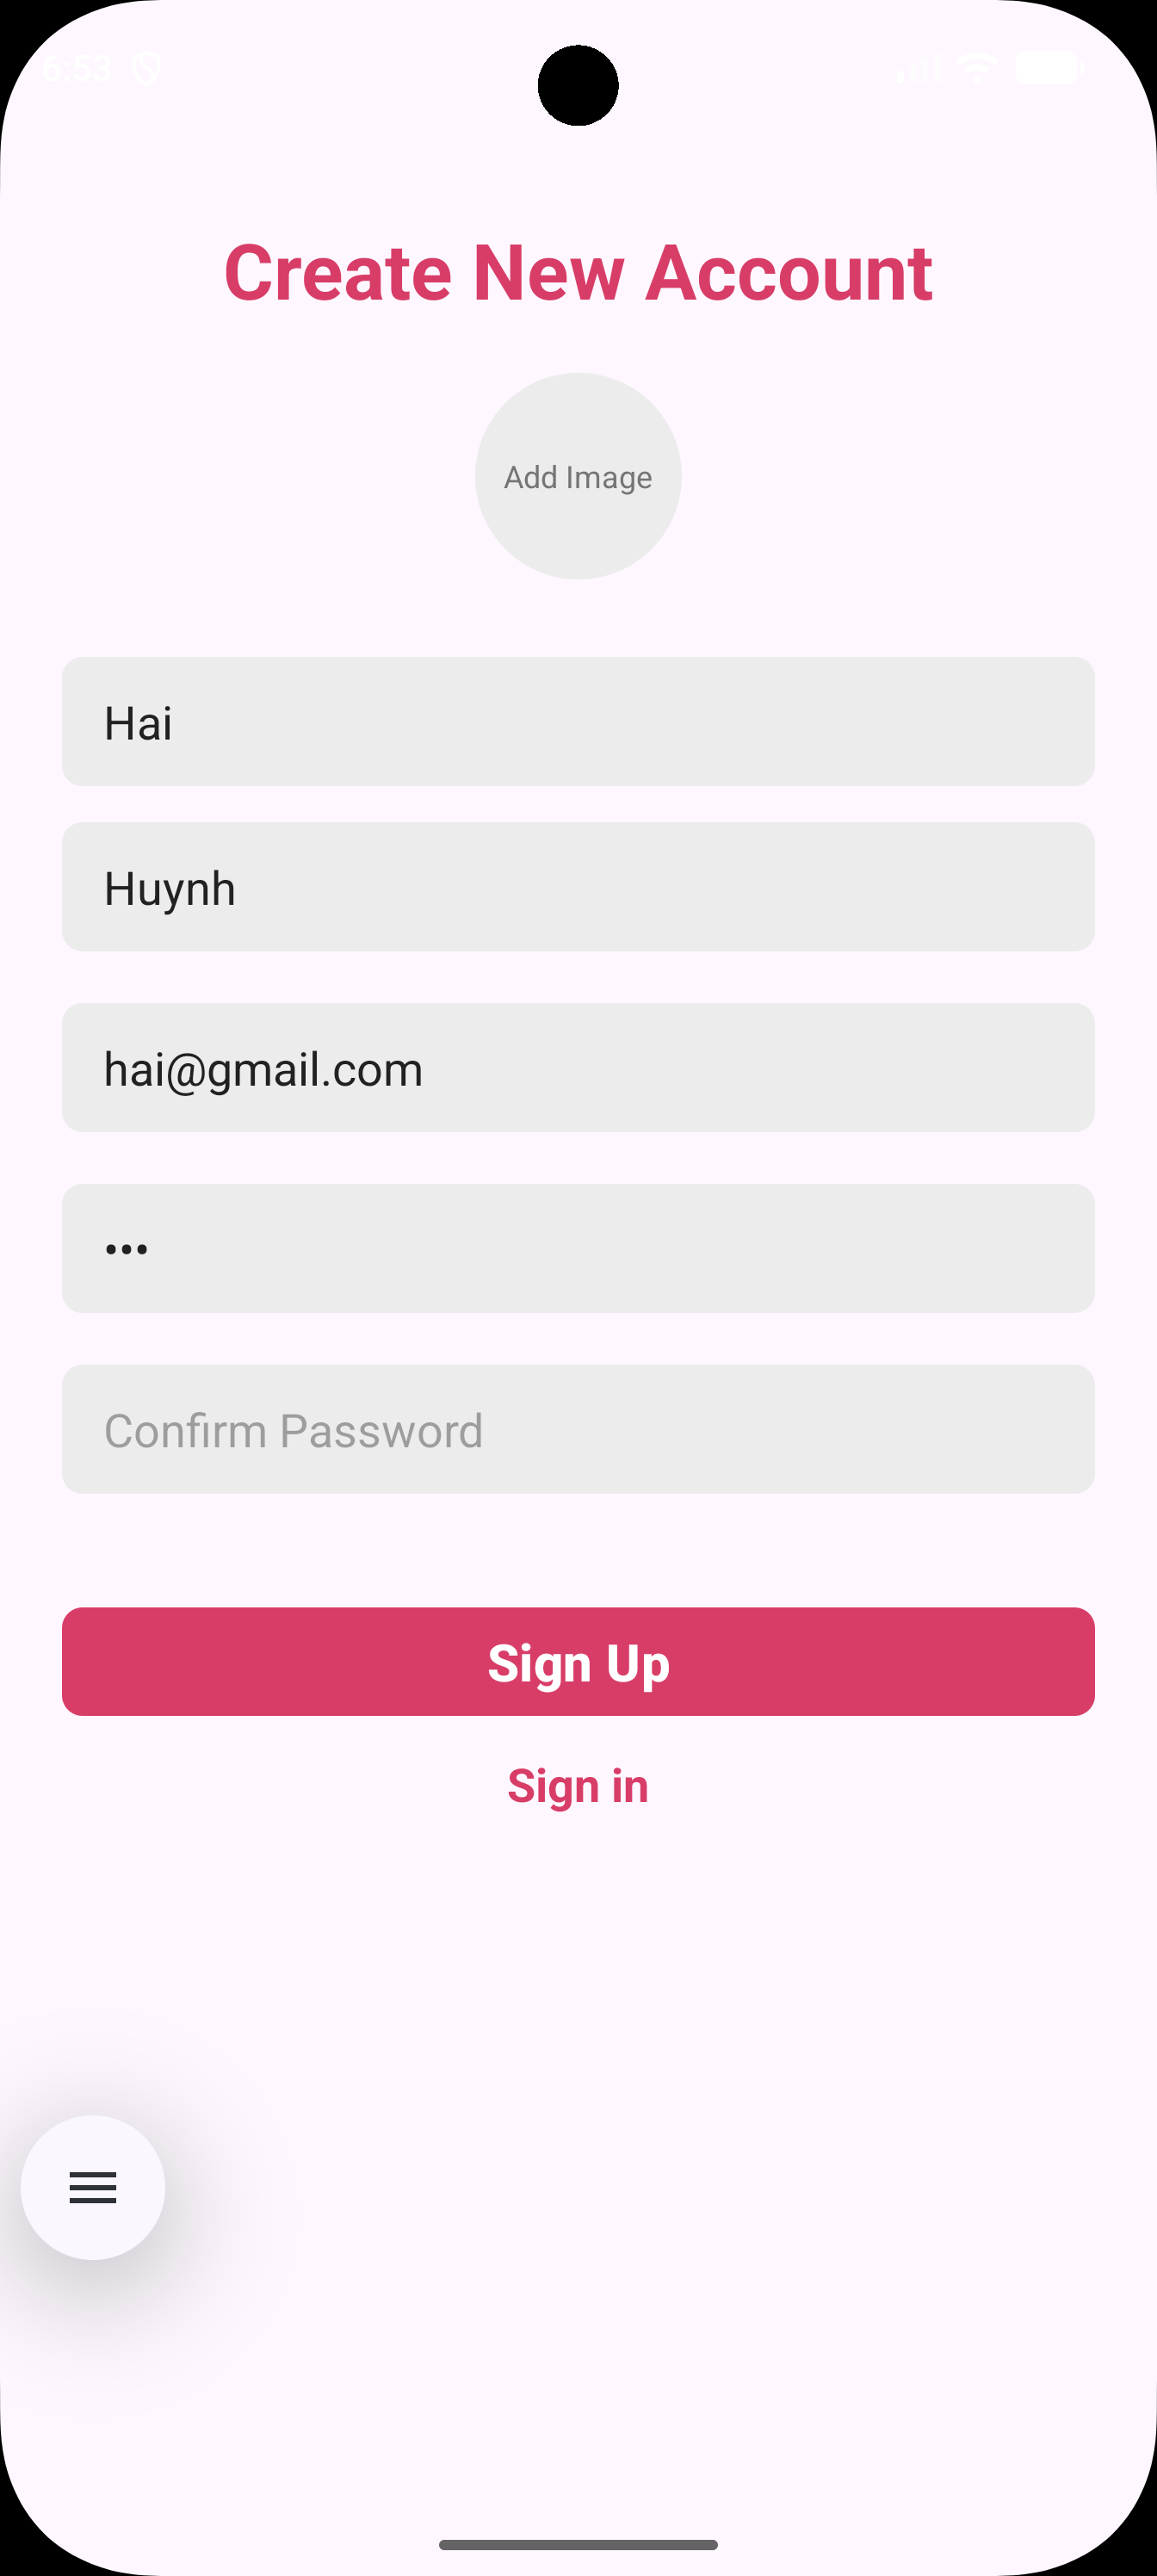 6:53
Create New Account
Add Image
Hai
Huynh
hai@gmail.com
•••
Confirm Password
Sign Up
Sign in